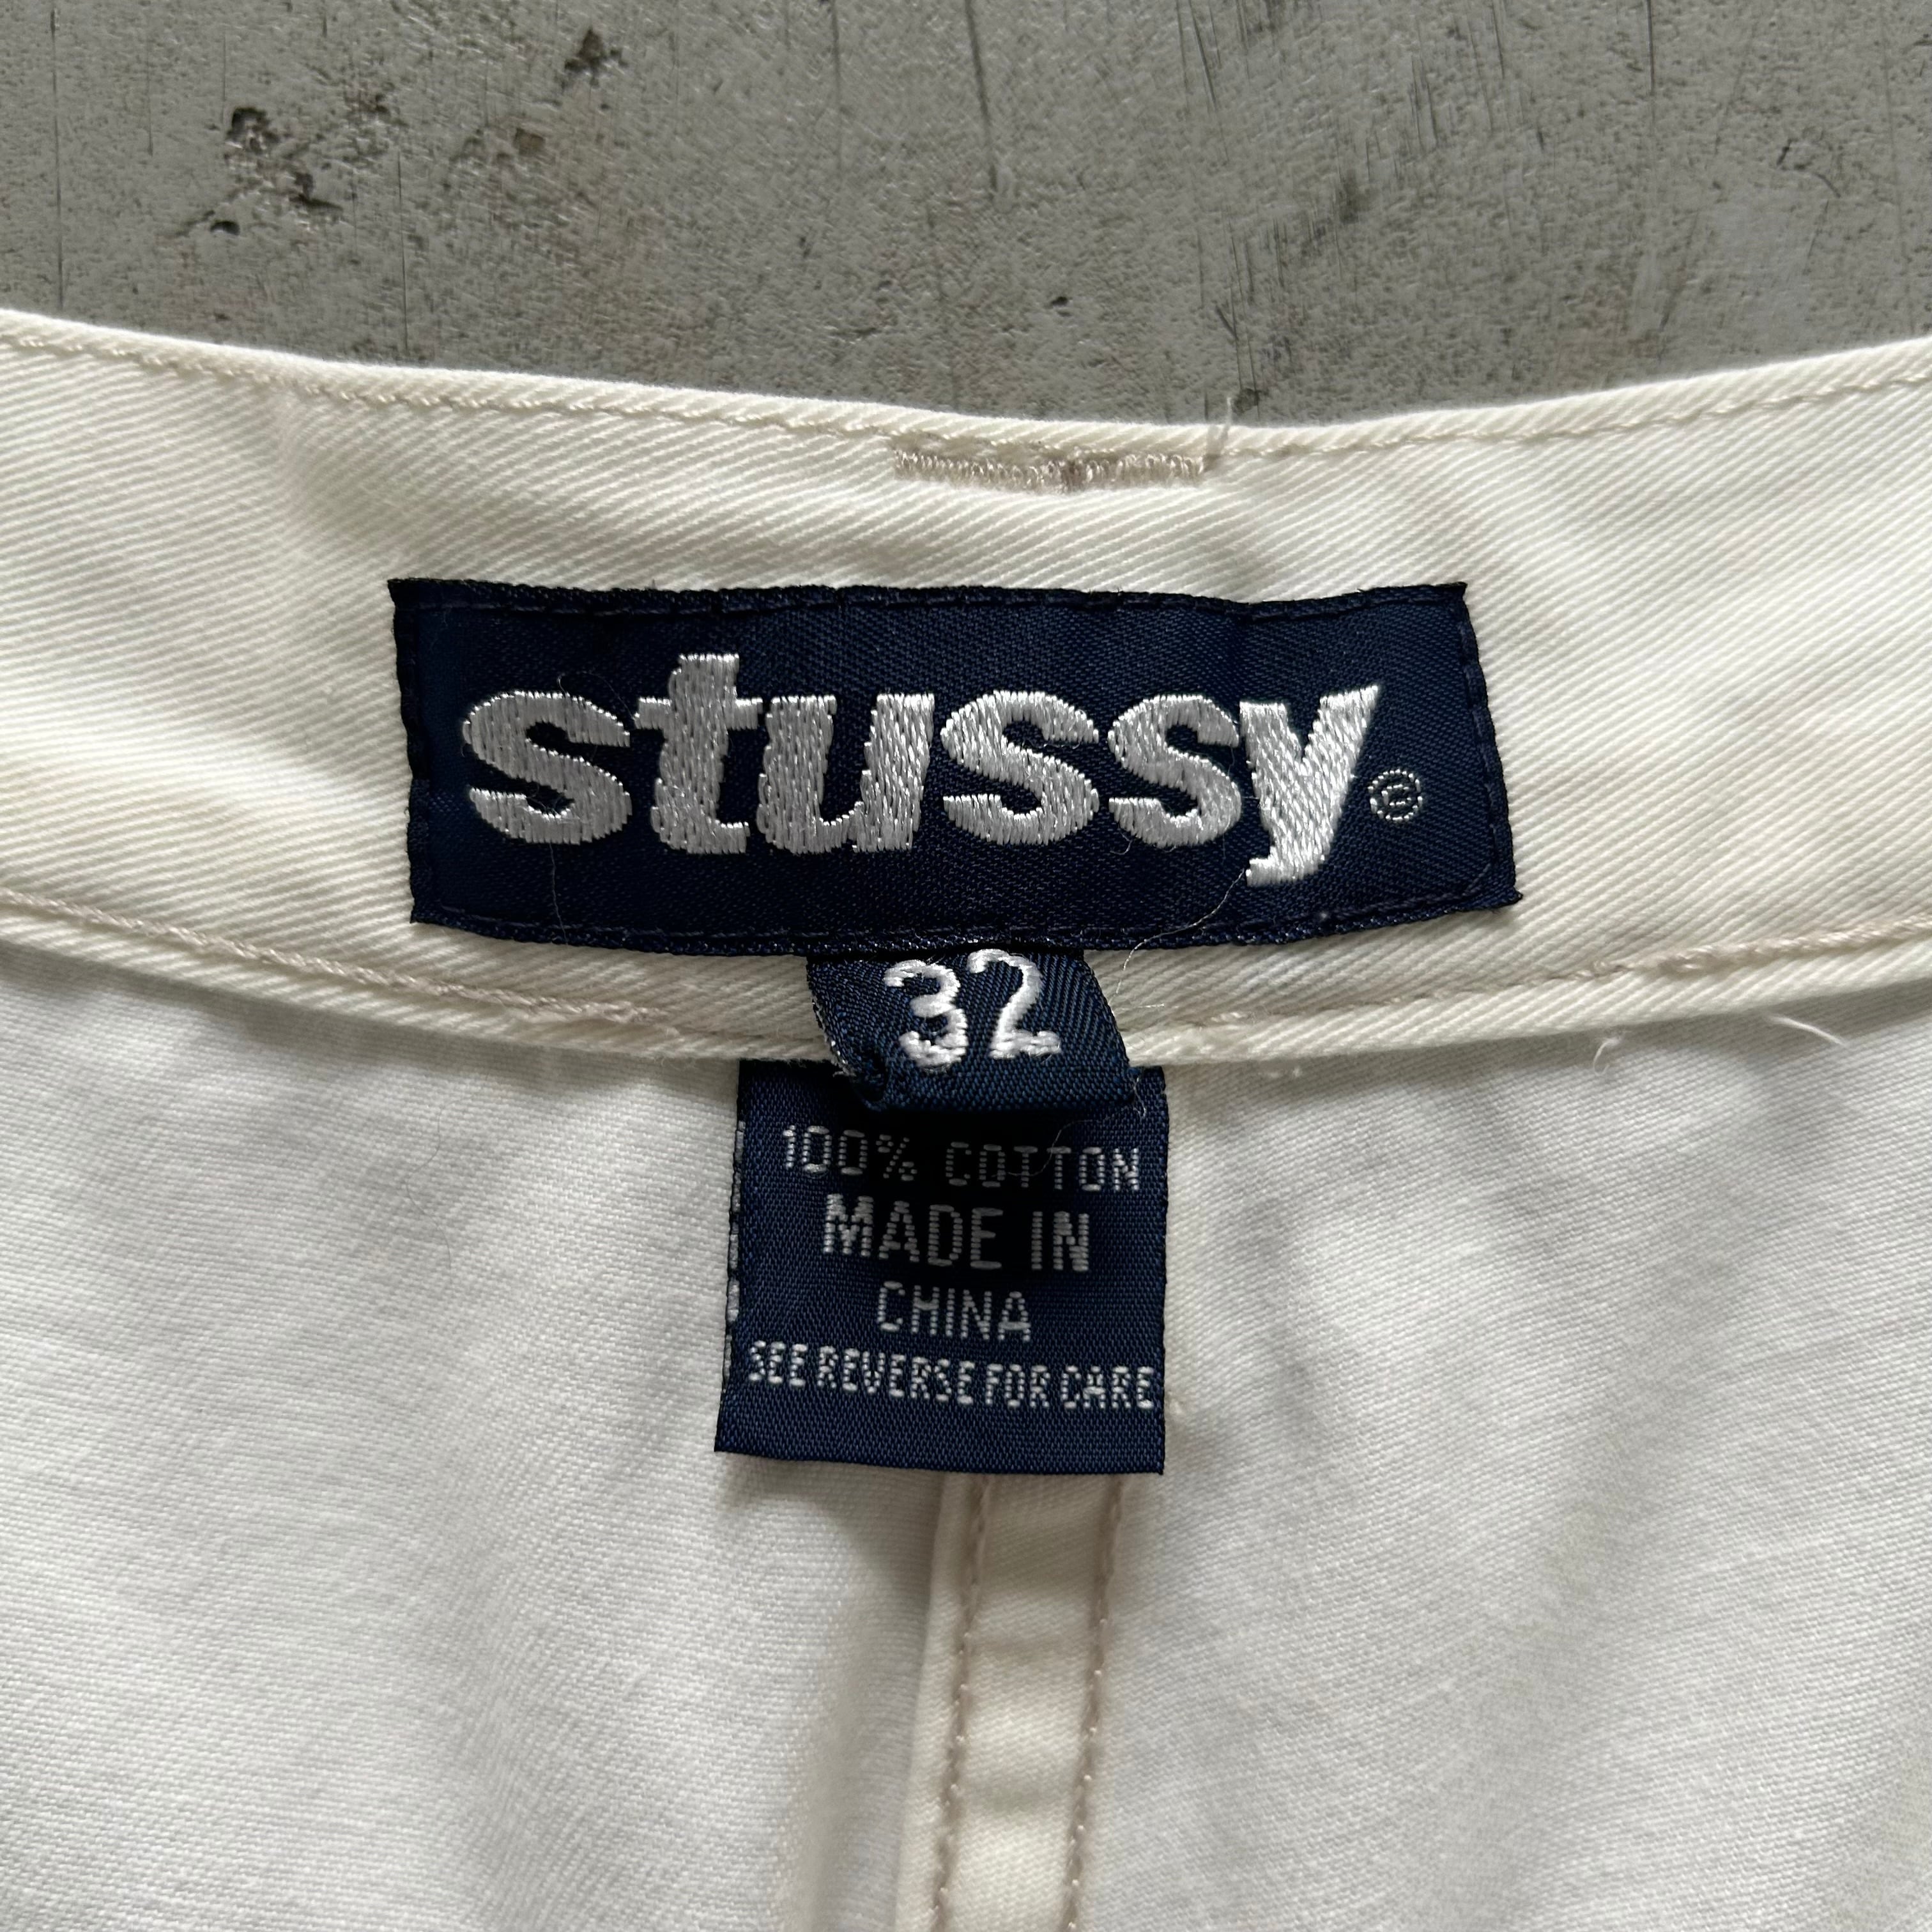 stussy ©
32
100% COTTON
MADE IN
CHINA
SEE REVERSE FOR CARE